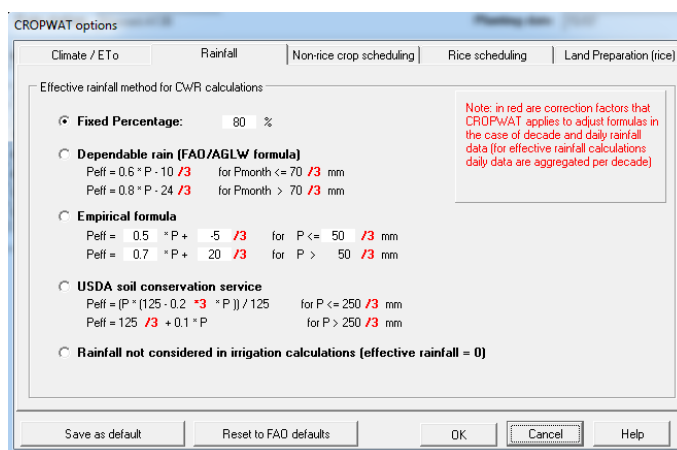 CROPWAT options
Climate / ETo
Rainfall
Non-rice crop scheduling
Rice scheduling
Land Preparation (rice)
Effective rainfall method for CWR calculations
Fixed Percentage: 80 %
Note: in red are correction factors that
CROPWAT applies to adjust formulas in
the case of decade and daily rainfall
data (for effective rainfall calculations
daily data are aggregated per decade)
Dependable rain (FAO/AGLW formula)
Peff = 0.6 * P - 10 /3 for Pmonth <= 70 /3 mm
Peff = 0.8 * P - 24 /3 for Pmonth > 70 /3 mm
Empirical formula
Peff = 0.5 * P + -5 /3 for P <= 50 /3 mm
Peff = 0.7 * P + 20 /3 for P > 50 /3 mm
USDA soil conservation service
Peff = (P * (125 - 0.2 *3 * P )) / 125 for P <= 250 /3 mm
Peff = 125 /3 + 0.1 * P for P > 250 /3 mm
Rainfall not considered in irrigation calculations (effective rainfall = 0)
Save as default
Reset to FAO defaults
OK
Cancel
Help